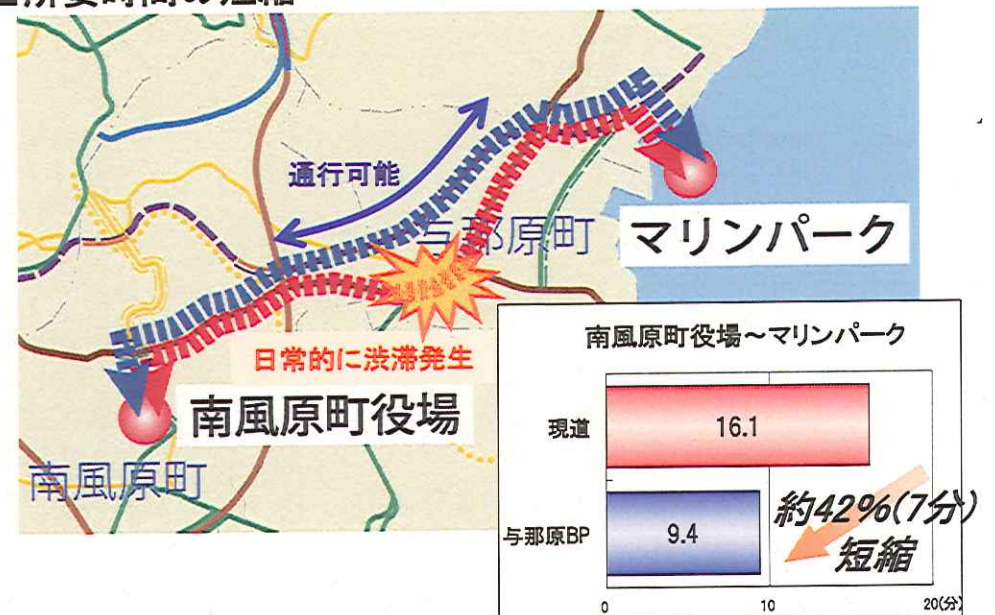 所要時間の短縮
通行可能
与那原町
マリンパーク
日常的に渋滞発生
南風原町役場
南風原町
南風原町役場～マリンパーク
現道
16.1
与那原BP
9.4
約42%(7分)
短縮
0
10
20(分)